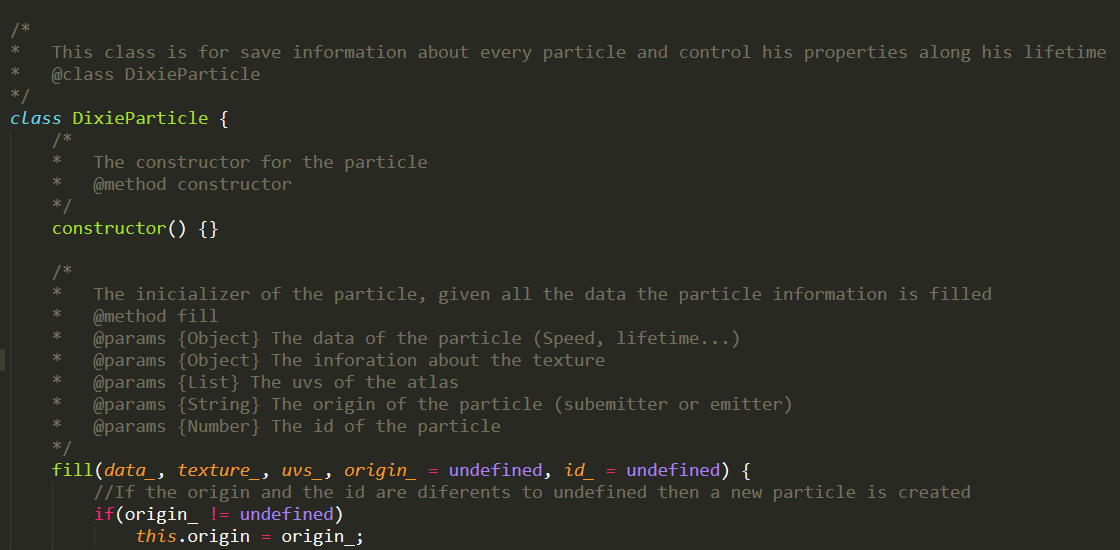 /*
*   This class is for save information about every particle and control his properties along his lifetime
*   @class DixieParticle
*/
class DixieParticle {
    /*
    *   The constructor for the particle
    *   @method constructor
    */
    constructor() {}

    /*
    *   The inicializer of the particle, given all the data the particle information is filled
    *   @method fill
    *   @params {Object} The data of the particle (Speed, lifetime...)
    *   @params {Object} The inforation about the texture
    *   @params {List} The uvs of the atlas
    *   @params {String} The origin of the particle (subemitter or emitter)
    *   @params {Number} The id of the particle
    */
    fill(data_, texture_, uvs_, origin_ = undefined, id_ = undefined) {
        //If the origin and the id are diferents to undefined then a new particle is created
        if(origin_ != undefined)
            this.origin = origin_;